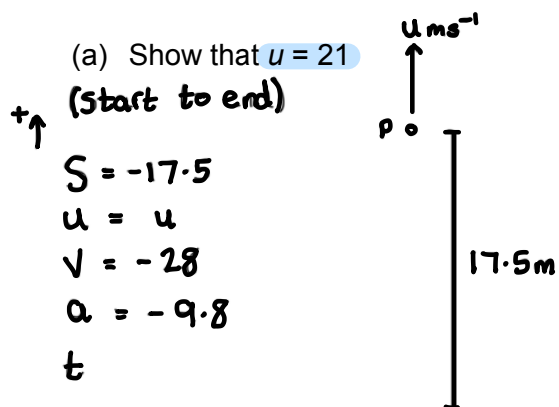 (a) Show that u = 21
(start to end)
+↑
S = -17.5
u = u
V = -28
a = -9.8
t
u ms⁻¹
P
17.5m